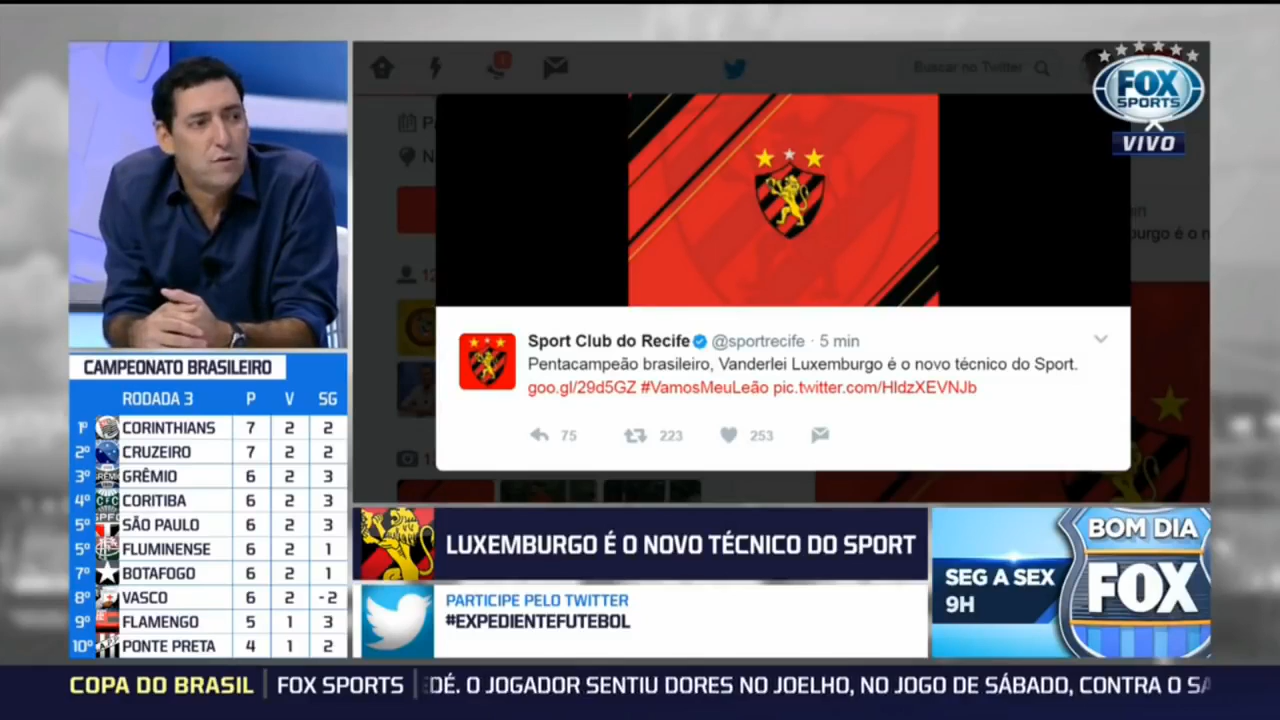 Buscar no Twitter
FOX
SPORTS
VIVO
Sport Club do Recife @sportrecife · 5 min
Pentacampeão brasileiro, Vanderlei Luxemburgo é o novo técnico do Sport.
goo.gl/29d5GZ #VamosMeuLeão pic.twitter.com/HldzXEVNJb
75 223 253
CAMPEONATO BRASILEIRO
RODADA 3 P V SG
1º CORINTHIANS 7 2 2
2º CRUZEIRO 7 2 2
3º GRÊMIO 6 2 3
4º CORITIBA 6 2 3
5º SÃO PAULO 6 2 3
5º FLUMINENSE 6 2 1
7º BOTAFOGO 6 2 1
8º VASCO 6 2 -2
9º FLAMENGO 5 1 3
10º PONTE PRETA 4 1 2
LUXEMBURGO É O NOVO TÉCNICO DO SPORT
PARTICIPE PELO TWITTER
#EXPEDIENTEFUTEBOL
SEG A SEX
9H
BOM DIA
FOX
COPA DO BRASIL FOX SPORTS DÉ. O JOGADOR SENTIU DORES NO JOELHO, NO JOGO DE SÁBADO, CONTRA O